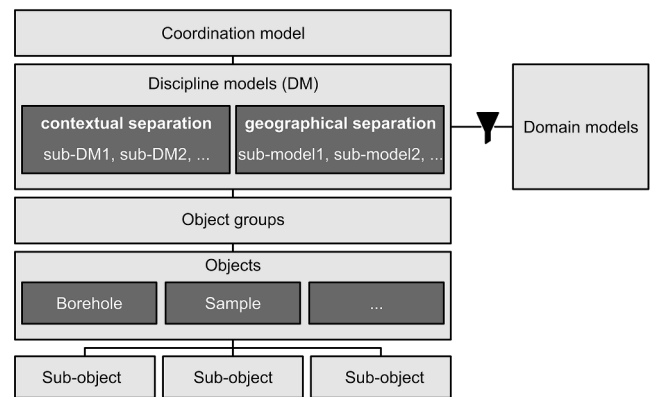 Coordination model
Discipline models (DM)
contextual separation
sub-DM1, sub-DM2, ...
geographical separation
sub-model1, sub-model2, ...
Domain models
Object groups
Objects
Borehole
Sample
...
Sub-object
Sub-object
Sub-object